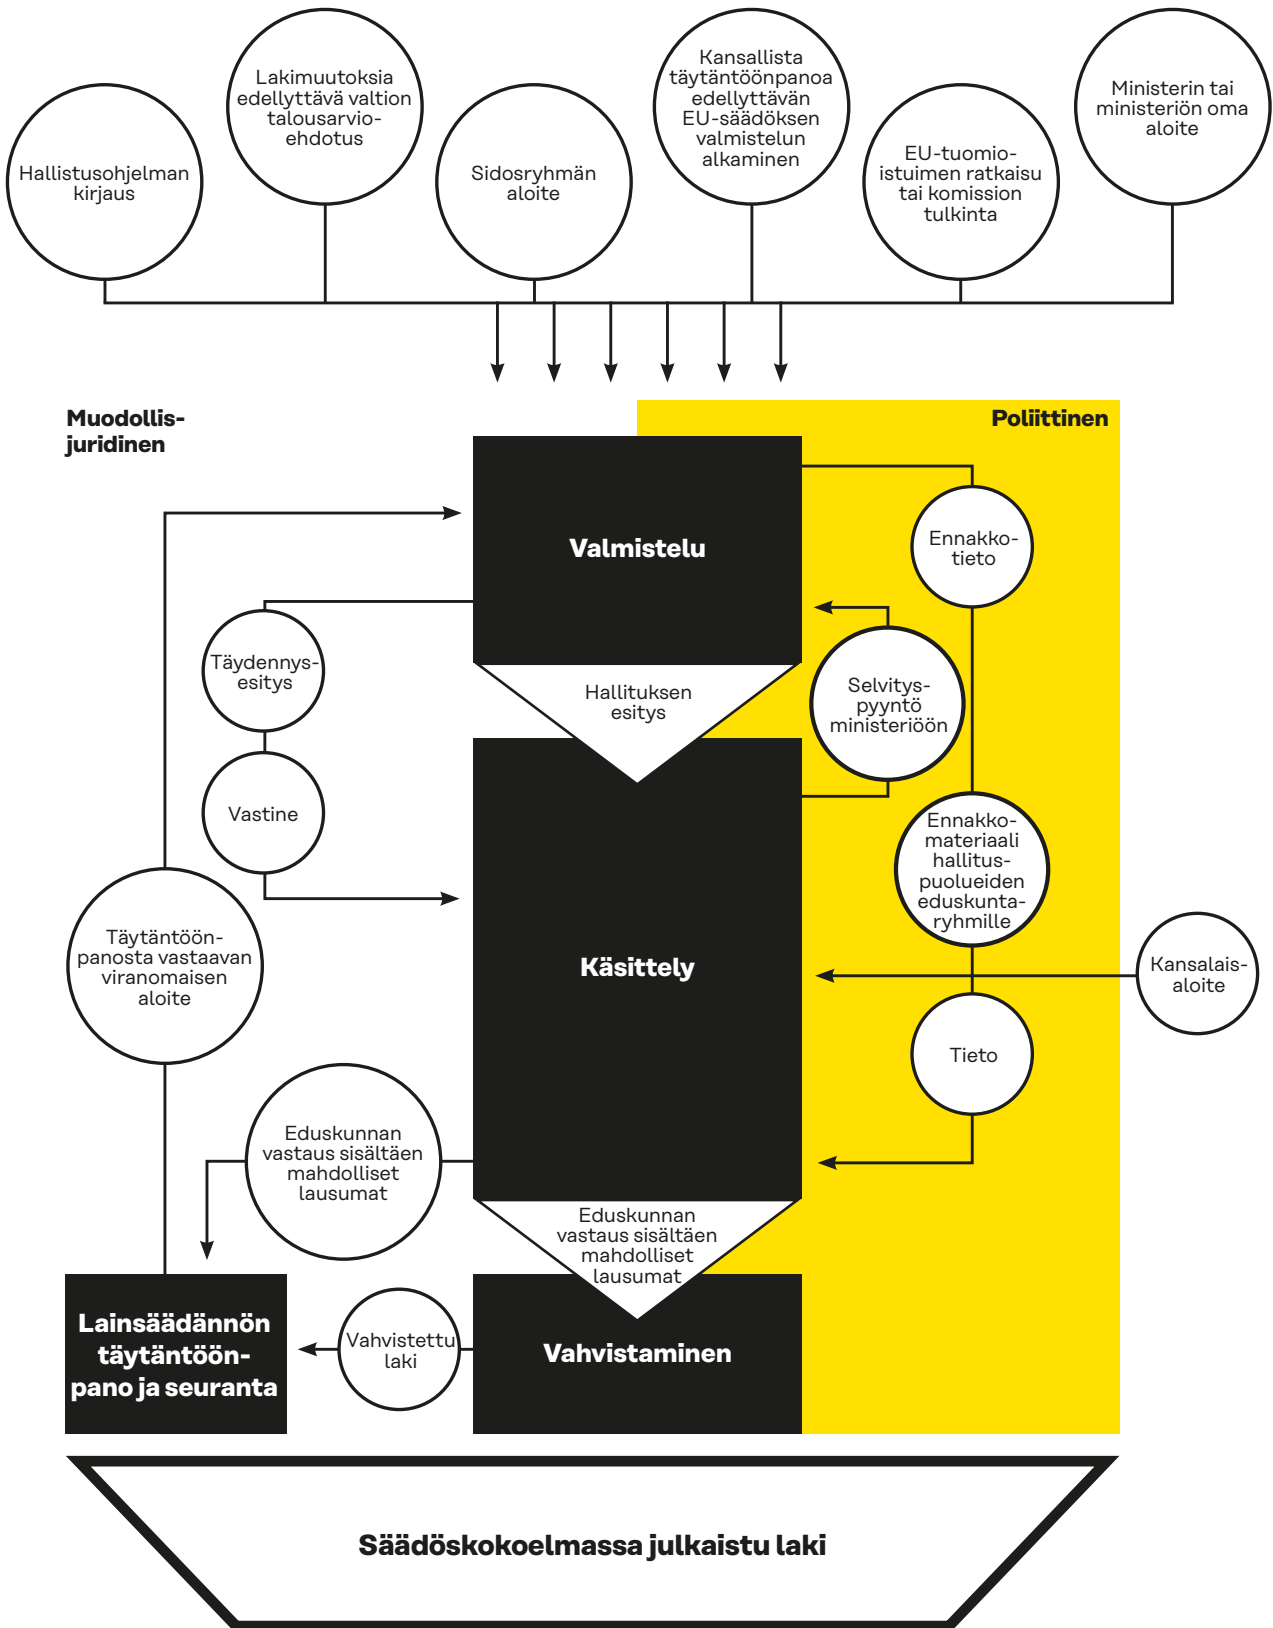 Hallistusohjelman
kirjaus
Lakimuutoksia
edellyttävä valtion
talousarvio-
ehdotus
Sidosryhmän
aloite
Kansallista
täytäntöönpanoa
edellyttävän
EU-säädöksen
valmistelun
alkaminen
EU-tuomio-
istuimen ratkaisu
tai komission
tulkinta
Ministerin tai
ministeriön oma
aloite
Muodollis-
juridinen
Poliittinen
Valmistelu
Ennakko-
tieto
Täydennys-
esitys
Hallituksen
esitys
Selvitys-
pyyntö
ministeriöön
Vastine
Ennakko-
materiaali
hallitus-
puolueiden
eduskunta-
ryhmille
Täytäntöön-
panosta vastaavan
viranomaisen
aloite
Käsittely
Kansalais-
aloite
Tieto
Eduskunnan
vastaus sisältäen
mahdolliset
lausumat
Eduskunnan
vastaus sisältäen
mahdolliset
lausumat
Lainsäädännön
täytäntöön-
pano ja seuranta
Vahvistettu
laki
Vahvistaminen
Säädöskokoelmassa julkaistu laki